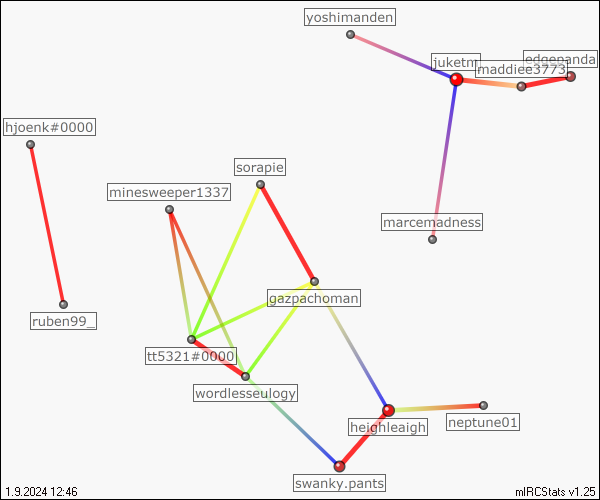 yoshimanden
juketm
edgenanda
maddiee3773
hjoenk#0000
sorapie
minesweeper1337
marcemadness
gazpachoman
ruben99_
tt5321#0000
wordlesseulogy
neptune01
heighleaigh
swanky.pants
1.9.2024 12:46
mIRCStats v1.25